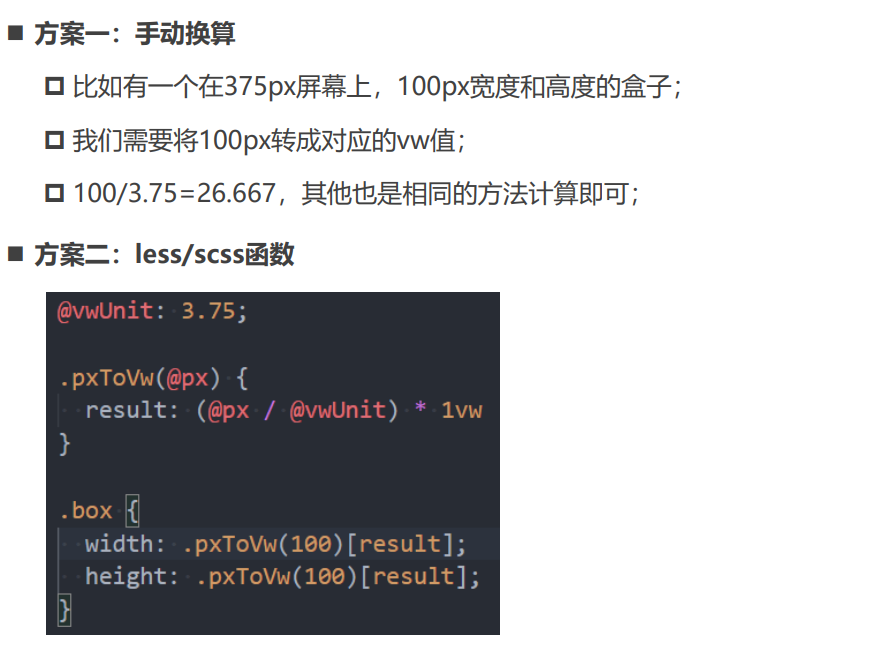 ■ 方案一：手动换算
❑ 比如有一个在375px屏幕上，100px宽度和高度的盒子；
❑ 我们需要将100px转成对应的vw值；
❑ 100/3.75=26.667，其他也是相同的方法计算即可；
■ 方案二：less/scss函数
@vwUnit: 3.75;
.pxToVw(@px) {
  result: (@px / @vwUnit) * 1vw
}
.box {
  width: .pxToVw(100)[result];
  height: .pxToVw(100)[result];
}